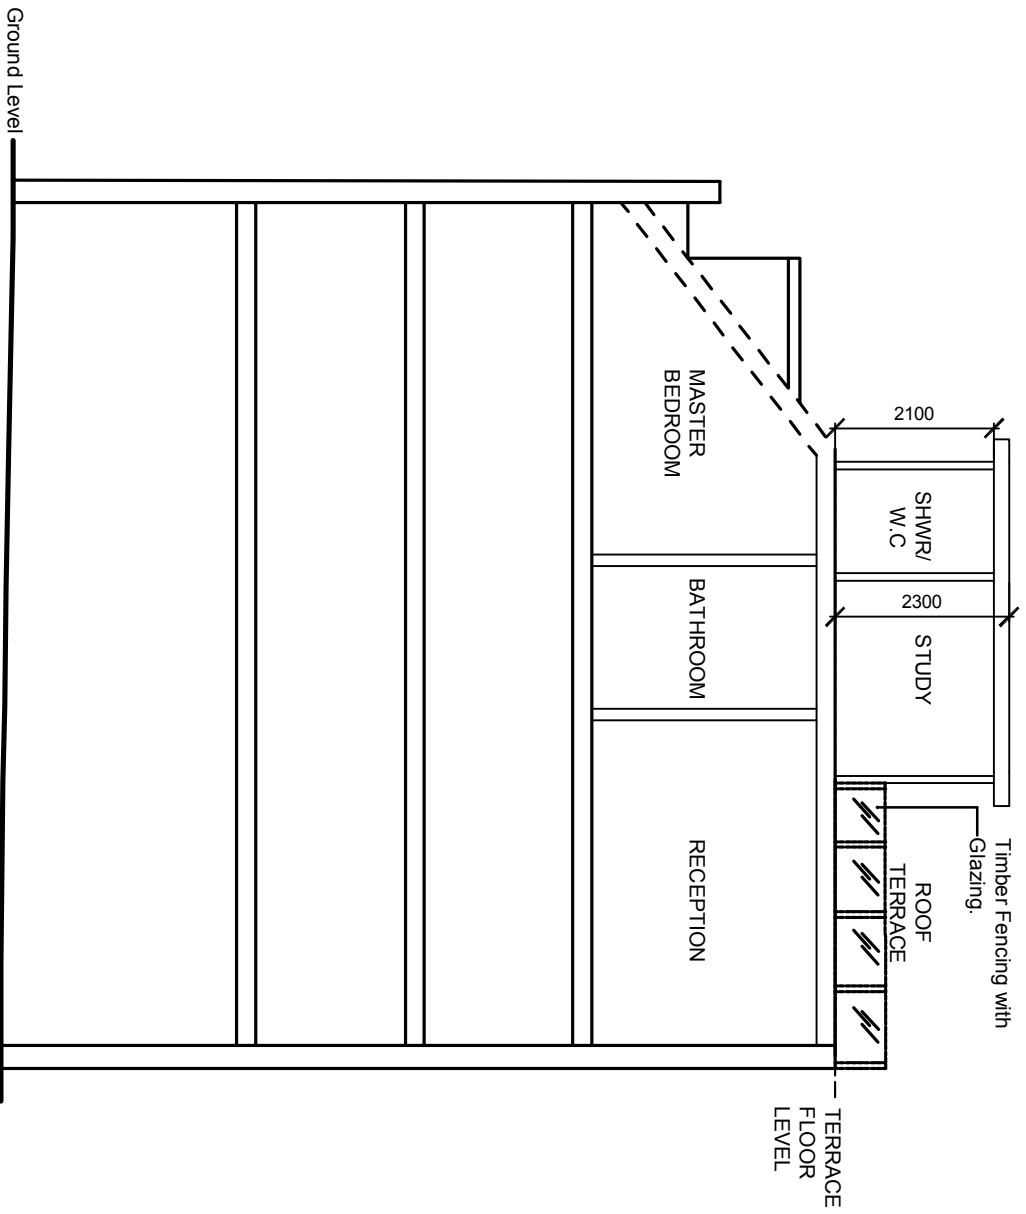 Timber Fencing with
Glazing.
2100
2300
SHWR/
W.C
STUDY
ROOF
TERRACE
TERRACE
FLOOR
LEVEL
MASTER
BEDROOM
BATHROOM
RECEPTION
Ground Level